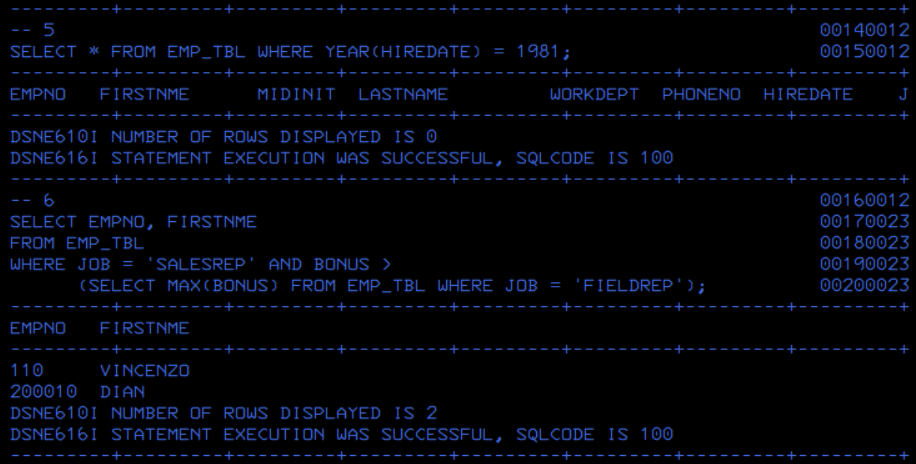 ---------+---------+---------+---------+---------+---------+---------+---------+
-- 5                                                                    00140012
SELECT * FROM EMP_TBL WHERE YEAR(HIREDATE) = 1981;                      00150012
---------+---------+---------+---------+---------+---------+---------+---------+
EMPNO   FIRSTNME      MIDINIT  LASTNAME         WORKDEPT  PHONENO  HIREDATE    J
---------+---------+---------+---------+---------+---------+---------+---------+
DSNE610I NUMBER OF ROWS DISPLAYED IS 0
DSNE616I STATEMENT EXECUTION WAS SUCCESSFUL, SQLCODE IS 100
---------+---------+---------+---------+---------+---------+---------+---------+
-- 6                                                                    00160012
SELECT EMPNO, FIRSTNME                                                  00170023
FROM EMP_TBL                                                            00180023
WHERE JOB = 'SALESREP' AND BONUS >                                      00190023
      (SELECT MAX(BONUS) FROM EMP_TBL WHERE JOB = 'FIELDREP');          00200023
---------+---------+---------+---------+---------+---------+---------+---------+
EMPNO   FIRSTNME
---------+---------+---------+---------+---------+---------+---------+---------+
110     VINCENZO
200010  DIAN
DSNE610I NUMBER OF ROWS DISPLAYED IS 2
DSNE616I STATEMENT EXECUTION WAS SUCCESSFUL, SQLCODE IS 100
---------+---------+---------+---------+---------+---------+---------+---------+